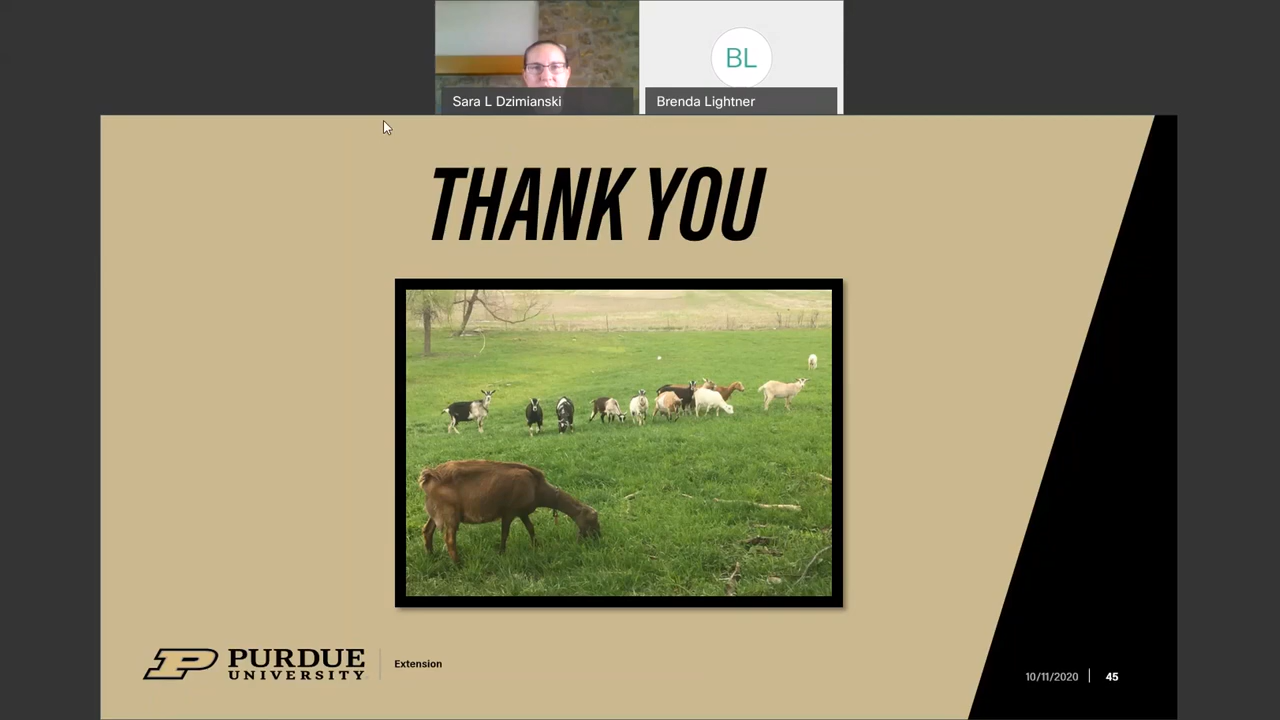 BL
Sara L Dzimianski
Brenda Lightner
THANK YOU
PURDUE
UNIVERSITY
Extension
10/11/2020
45